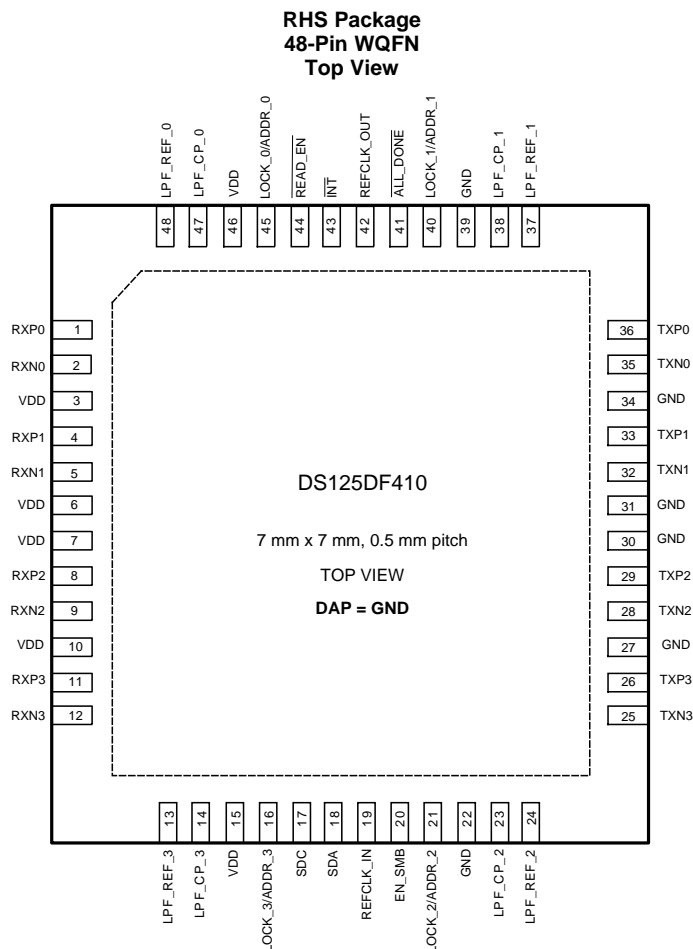 RHS Package
48-Pin WQFN
Top View
LPF_REF_0
LPF_CP_0
VDD
LOCK_0/ADDR_0
READ_EN
INT
REFCLK_OUT
ALL_DONE
LOCK_1/ADDR_1
GND
LPF_CP_1
LPF_REF_1
48
47
46
45
44
43
42
41
40
39
38
37
RXP0 1
RXN0 2
VDD 3
RXP1 4
RXN1 5
VDD 6
VDD 7
RXP2 8
RXN2 9
VDD 10
RXP3 11
RXN3 12
36 TXP0
35 TXN0
34 GND
33 TXP1
32 TXN1
31 GND
30 GND
29 TXP2
28 TXN2
27 GND
26 TXP3
25 TXN3
DS125DF410
7 mm x 7 mm, 0.5 mm pitch
TOP VIEW
DAP = GND
13
14
15
16
17
18
19
20
21
22
23
24
LPF_REF_3
LPF_CP_3
VDD
LOCK_3/ADDR_3
SDC
SDA
REFCLK_IN
EN_SMB
LOCK_2/ADDR_2
GND
LPF_CP_2
LPF_REF_2